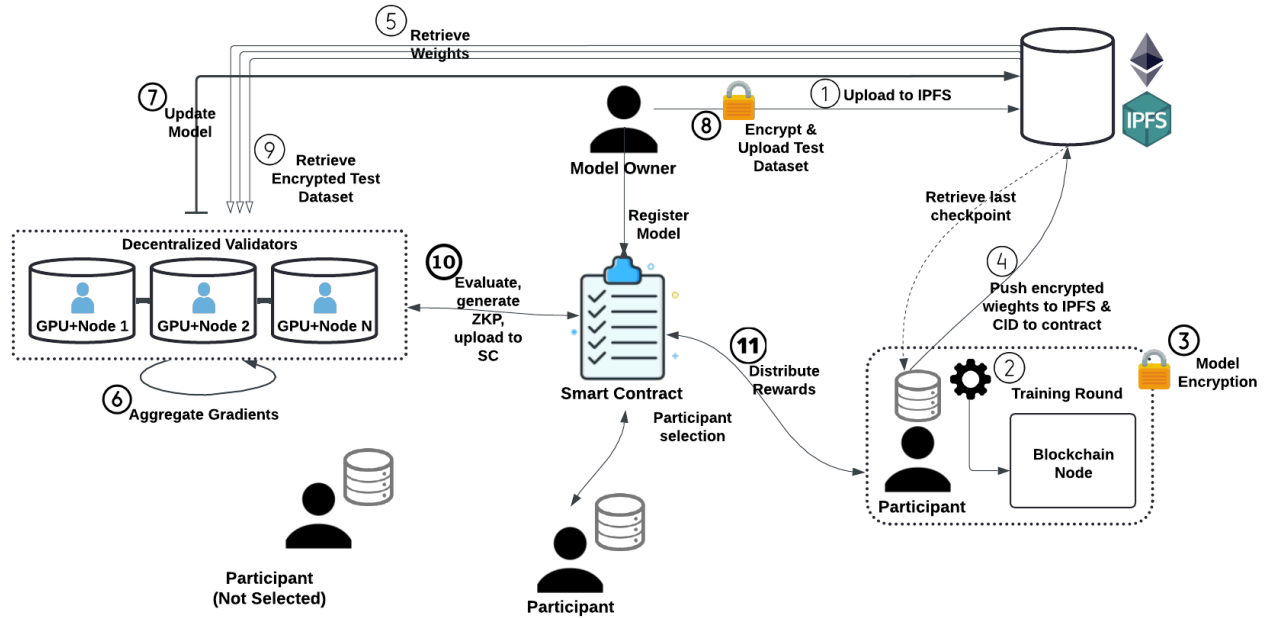 5
Retrieve
Weights
7
Update
Model
1
Upload to IPFS
8
Encrypt &
Upload Test
Dataset
IPFS
9
Retrieve
Encrypted Test
Dataset
Model Owner
Register
Model
Retrieve last
checkpoint
Decentralized Validators
GPU+Node 1
GPU+Node 2
GPU+Node N
10
Evaluate,
generate
ZKP,
upload to
SC
4
Push encrypted
wieghts to IPFS &
CID to contract
6
Aggregate Gradients
Smart Contract
11
Distribute
Rewards
3
Model
Encryption
2
Training Round
Blockchain
Node
Participant
Participant
selection
Participant
(Not Selected)
Participant